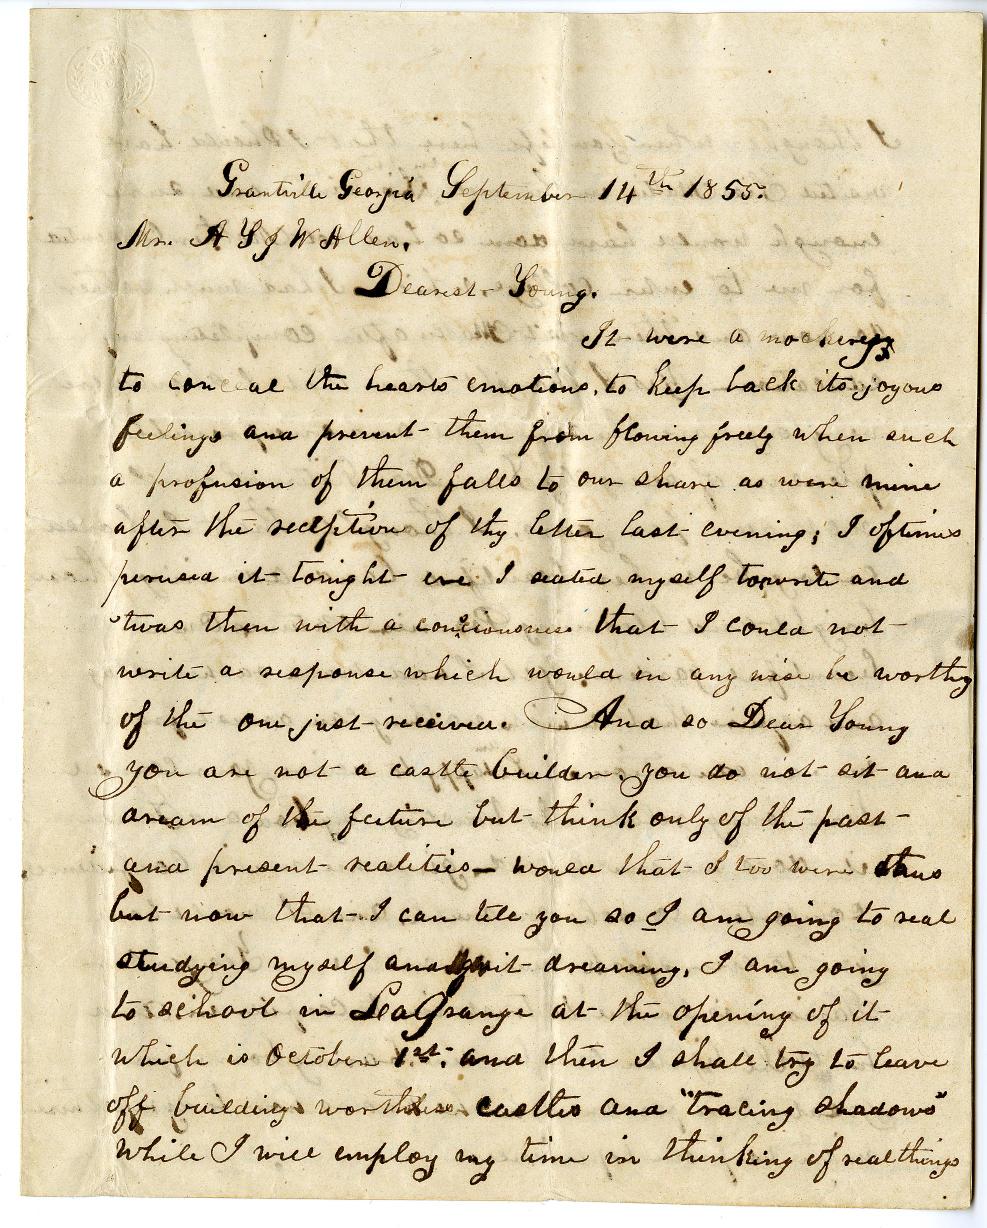 Grantville Georgia September 14th 1855.
Mr. A Y J W Allen.
Dearest Young.
It were a mockery
to conceal the hearts emotions, to keep back its joyous
feelings and prevent them from flowing freely when such
a profusion of them falls to our share as were mine
after the reception of thy letter last evening; I oftimes
perused it tonight ere I seated myself to write and
'twas then with a conciousness that I could not
write a response which would in any wise be worthy
of the one just received. And so Dear Young
you are not a castle builder, you do not sit and
dream of the feuture but think only of the past
and present realities — would that I too were thus
but now that I can tell you so I am going to real
studying myself and quit dreaming, I am going
to school in LaGrange at the opening of it
which is October 1st. and then I shall try to leave
off building worthless castles and "tracing shadows"
while I will employ my time in thinking of real things